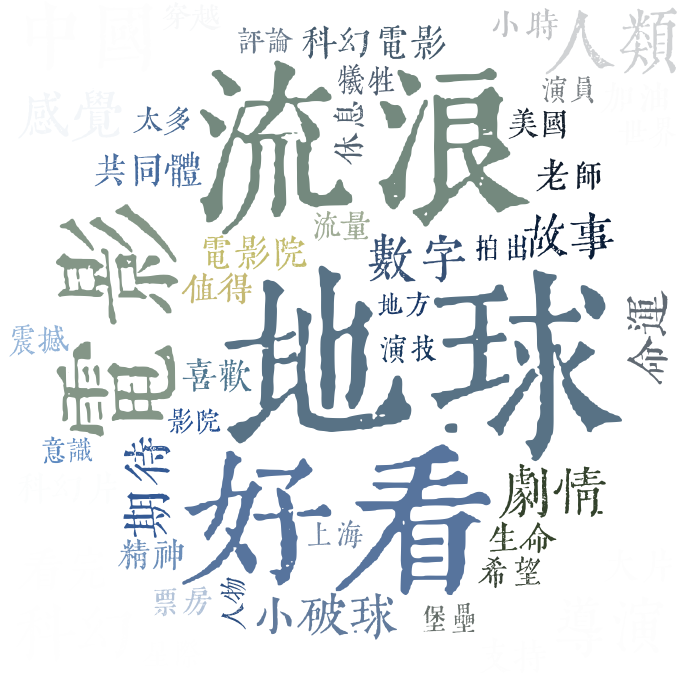 中國
穿越
小時
人類
評論
科幻電影
犧牲
演員
加油
世界
感覺
太多
休息
美國
流浪
共同體
老師
流量
故事
電影
電影院
數字
拍出
值得
地方
地球
命運
震撼
演技
喜歡
影院
意識
期待
好看
劇情
上海
生命
精神
希望
票房
人物
小破球
堡壘
導演